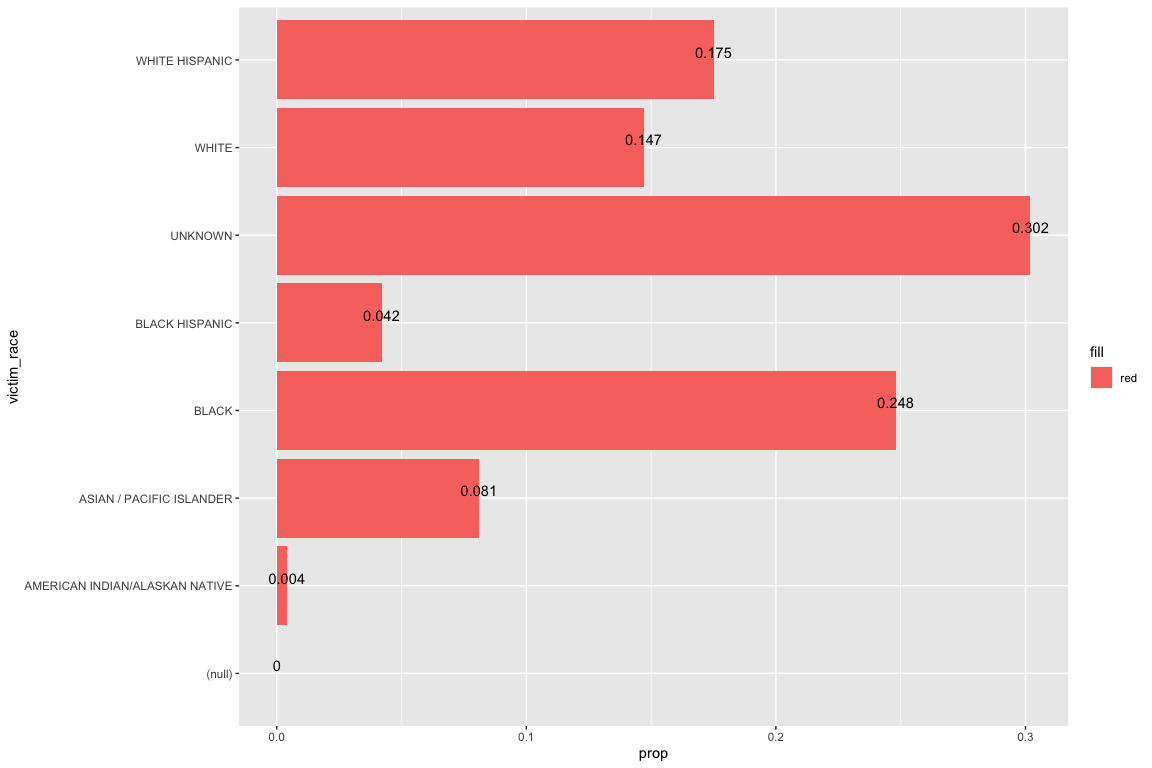 WHITE HISPANIC
0.175
WHITE
0.147
UNKNOWN
0.302
BLACK HISPANIC
0.042
BLACK
0.248
ASIAN / PACIFIC ISLANDER
0.081
AMERICAN INDIAN/ALASKAN NATIVE
0.004
(null)
0
victim_race
0.0 0.1 0.2 0.3
prop
fill
red